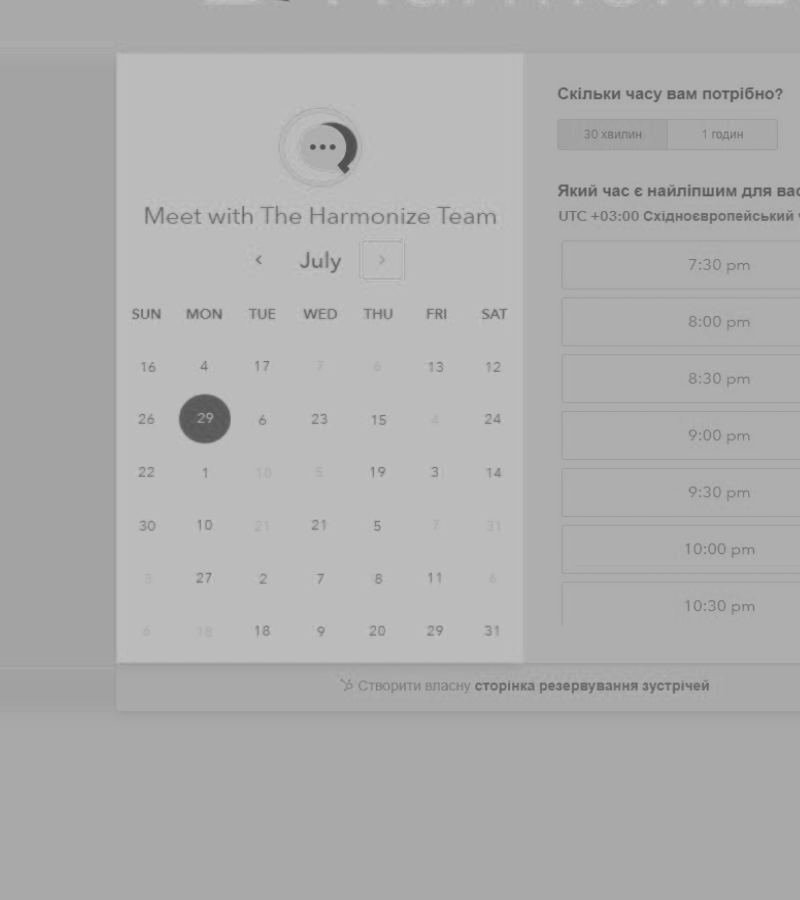 Meet with The Harmonize Team
July
SUN MON TUE WED THU FRI SAT
16 4 17 7 6 13 12
26 29 6 23 15 4 24
22 1 10 5 19 3 14
30 10 21 21 5 7 31
3 27 2 7 8 11 6
6 18 18 9 20 29 31
Скільки часу вам потрібно?
30 хвилин 1 годин
Який час є найліпшим для
UTC +03:00 Східноєвропейський
7:30 pm
8:00 pm
8:30 pm
9:00 pm
9:30 pm
10:00 pm
10:30 pm
Створити власну сторінка резервування зустрічей